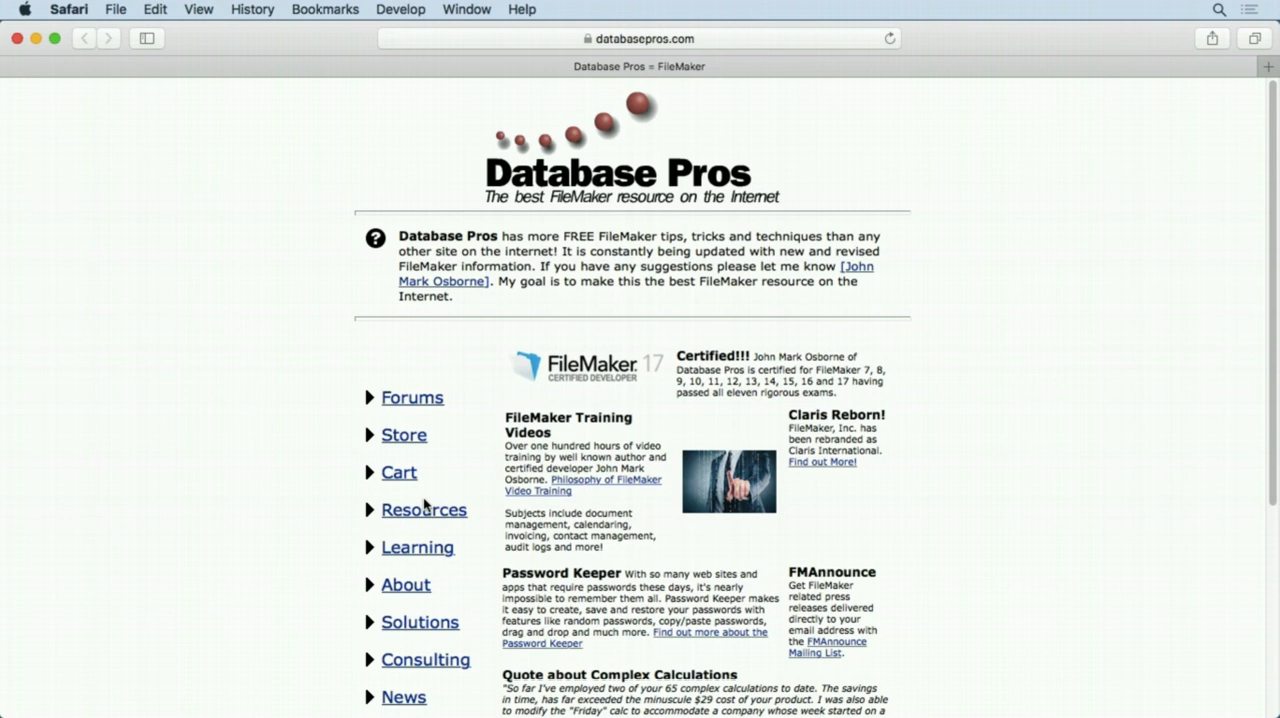 Safari File Edit View History Bookmarks Develop Window Help
databasepros.com
Database Pros = FileMaker
Database Pros
The best FileMaker resource on the Internet
Database Pros has more FREE FileMaker tips, tricks and techniques than any
other site on the internet! It is constantly being updated with new and revised
FileMaker information. If you have any suggestions please let me know [John
Mark Osborne]. My goal is to make this the best FileMaker resource on the
Internet.
Forums
Store
Cart
Resources
Learning
About
Solutions
Consulting
News
FileMaker 17
CERTIFIED DEVELOPER
Certified!!! John Mark Osborne of
Database Pros is certified for FileMaker 7, 8,
9, 10, 11, 12, 13, 14, 15, 16 and 17 having
passed all eleven rigorous exams.
FileMaker Training
Videos
Over one hundred hours of video
training by well known author and
certified developer John Mark
Osborne. Philosophy of FileMaker
Video Training
Subjects include document
management, calendaring,
invoicing, contact management,
audit logs and more!
Claris Reborn!
FileMaker, Inc. has
been rebranded as
Claris International.
Find out More!
Password Keeper With so many web sites and
apps that require passwords these days, it's nearly
impossible to remember them all. Password Keeper makes
it easy to create, save and restore your passwords with
features like random passwords, copy/paste passwords,
drag and drop and much more. Find out more about the
Password Keeper
FMAnnounce
Get FileMaker
related press
releases delivered
directly to your
email address with
the FMAnnounce
Mailing List.
Quote about Complex Calculations
"So far I've employed two of your 65 complex calculations to date. The savings
in time, has far exceeded the minuscule $29 cost of your product. I was also able
to modify the "Friday" calc to accommodate a company whose week started on a